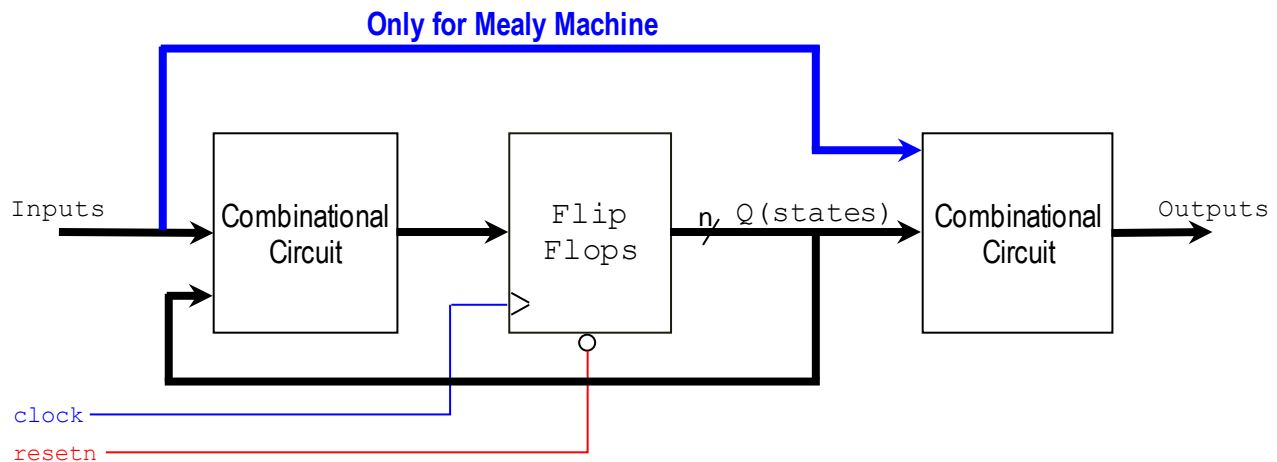 Only for Mealy Machine
Inputs
Combinational
Circuit
Flip
Flops
n
Q(states)
Combinational
Circuit
Outputs
clock
resetn